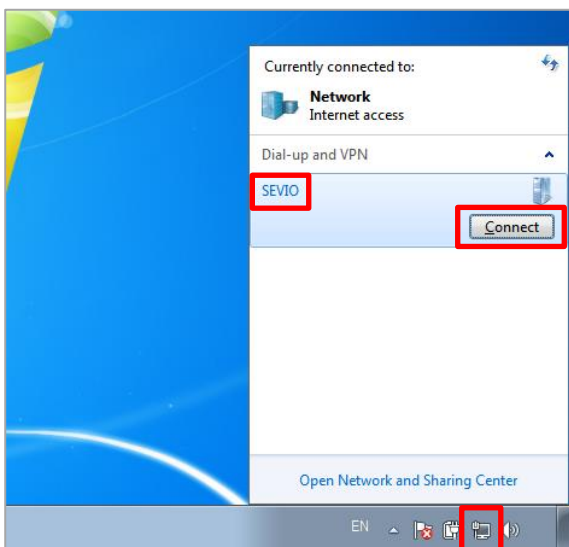 Currently connected to:
Network
Internet access
Dial-up and VPN
SEVIO
Connect
Open Network and Sharing Center
EN